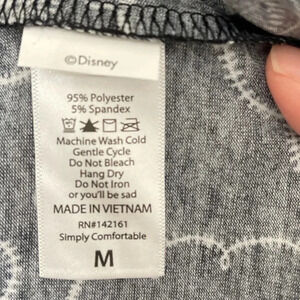 ©Disney
95% Polyester
5% Spandex
Machine Wash Cold
Gentle Cycle
Do Not Bleach
Hang Dry
Do Not Iron
or you'll be sad
MADE IN VIETNAM
RN#142161
Simply Comfortable
M